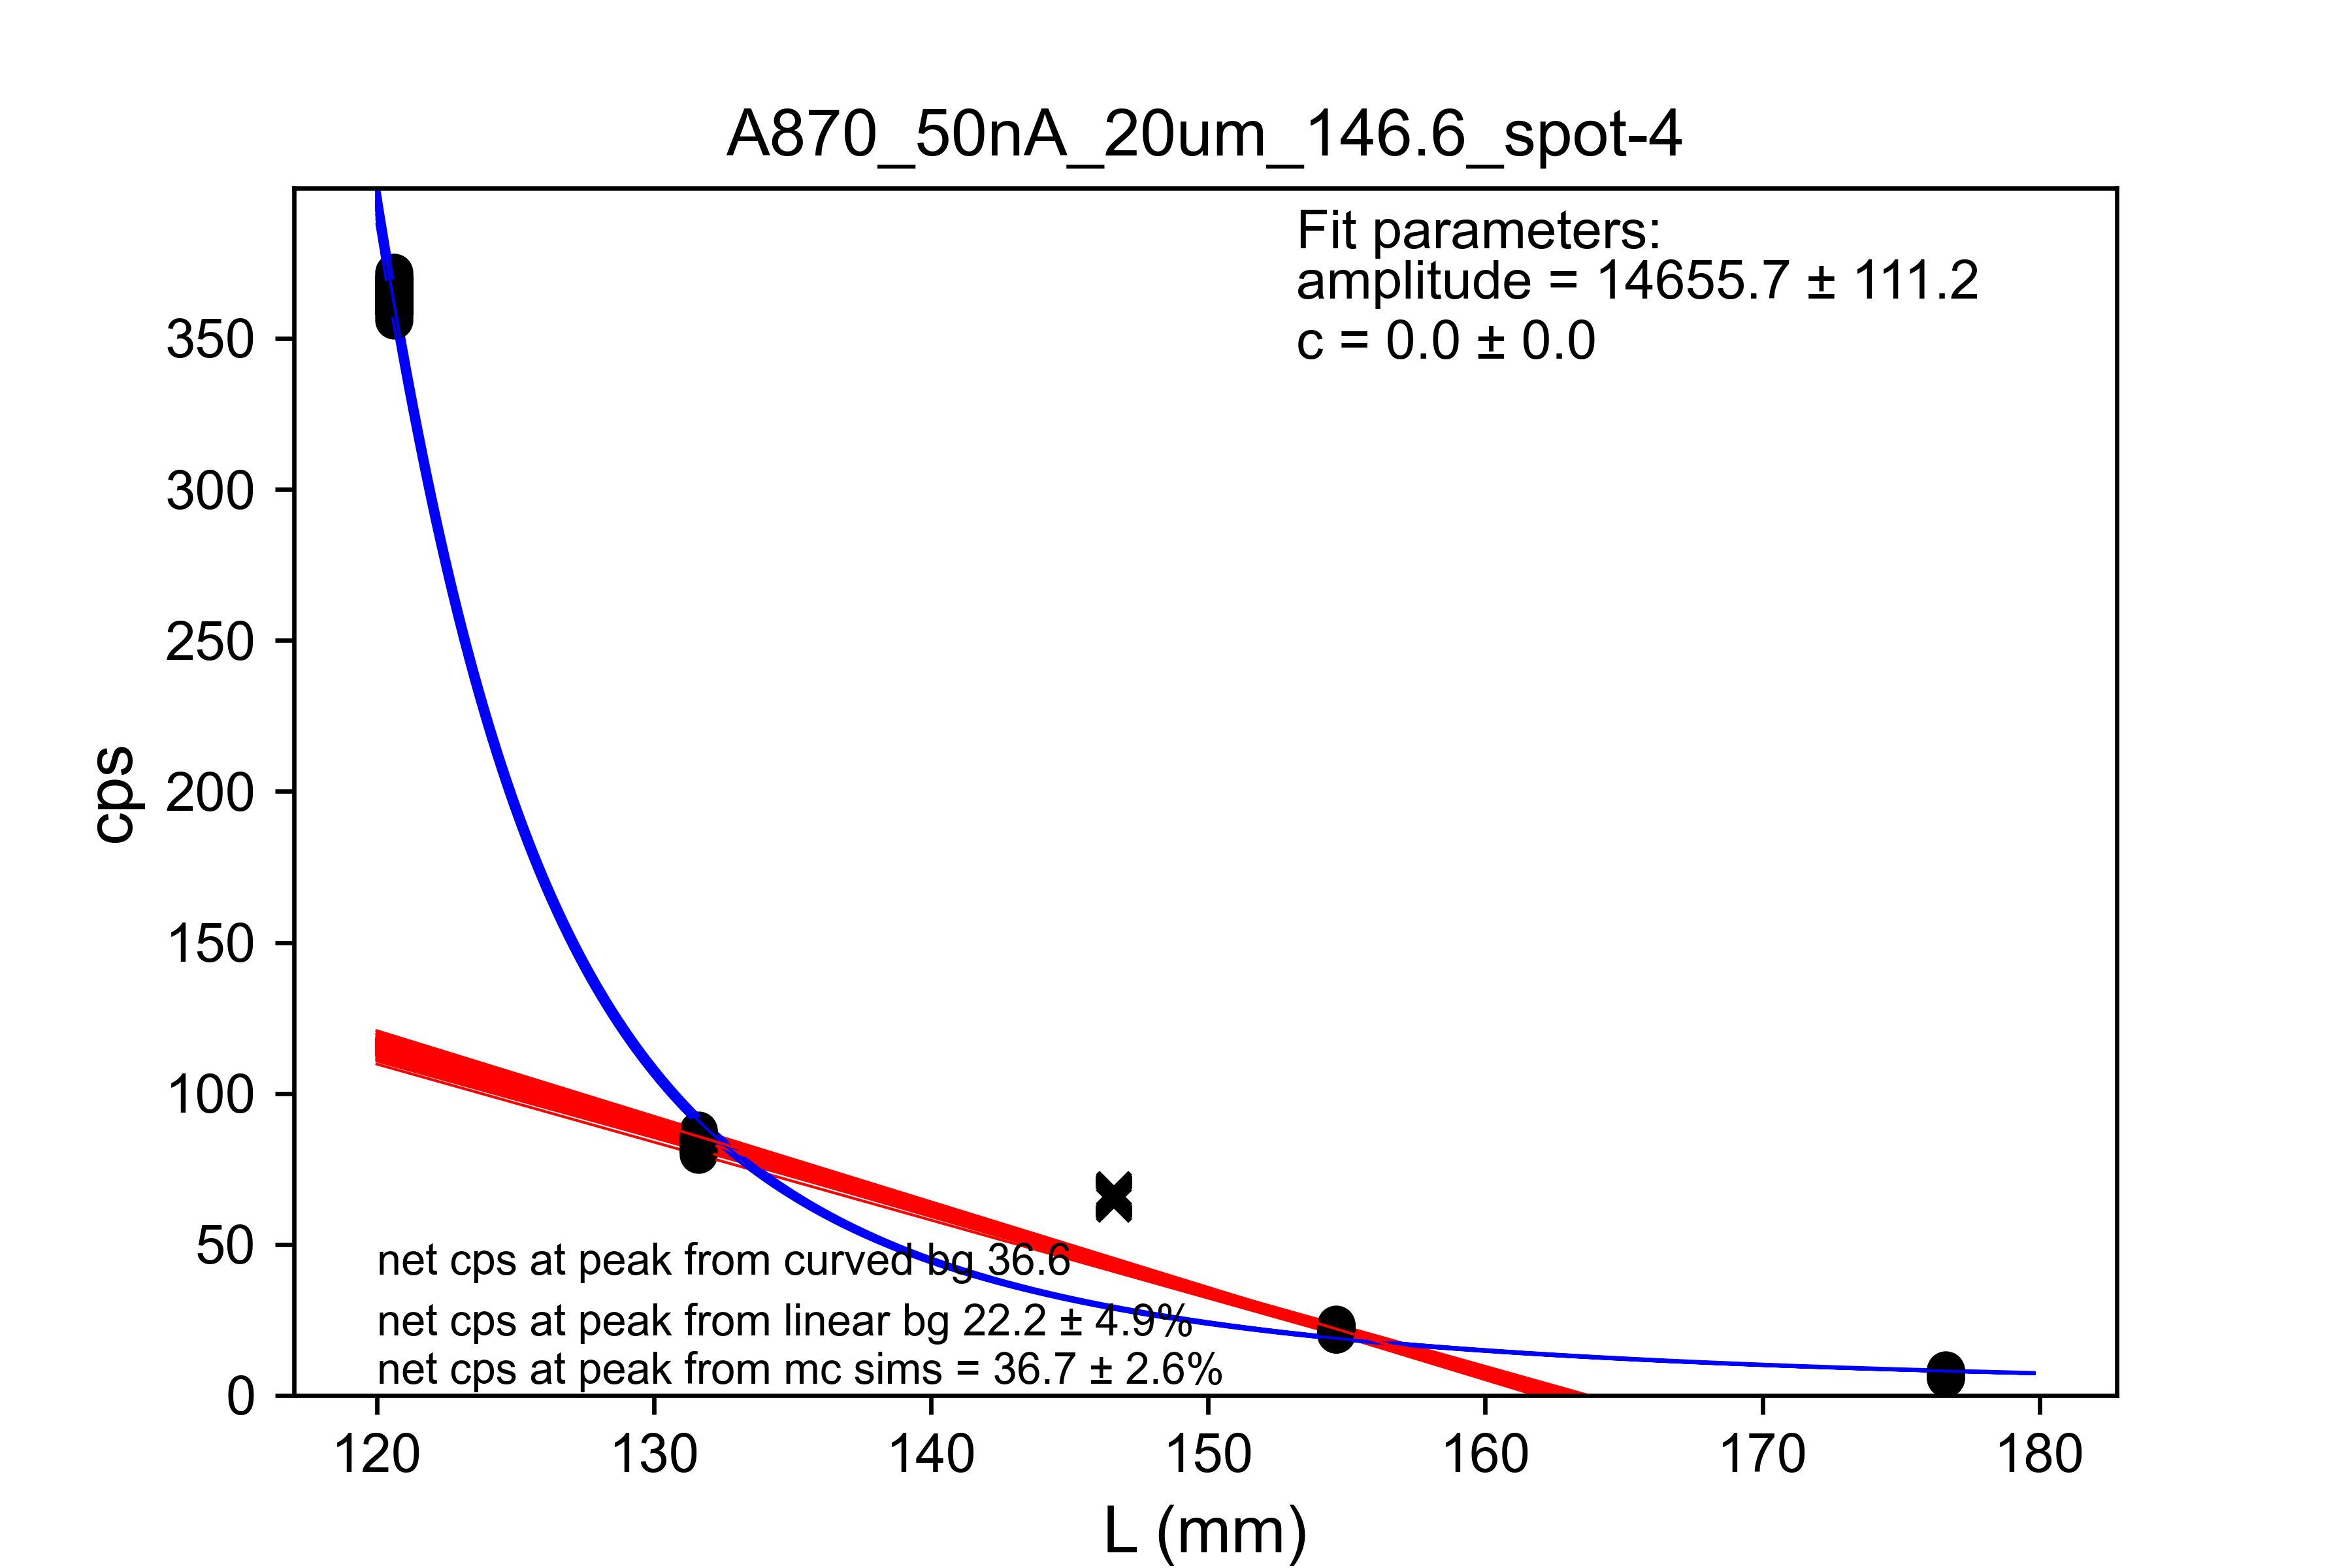 A870_50nA_20um_146.6_spot-4
Fit parameters:
amplitude = 14655.7 ± 111.2
c = 0.0 ± 0.0
350
300
250
200
150
100
50
0
cps
net cps at peak from curved bg 36.6
net cps at peak from linear bg 22.2 ± 4.9%
net cps at peak from mc sims = 36.7 ± 2.6%
120 130 140 150 160 170 180
L (mm)